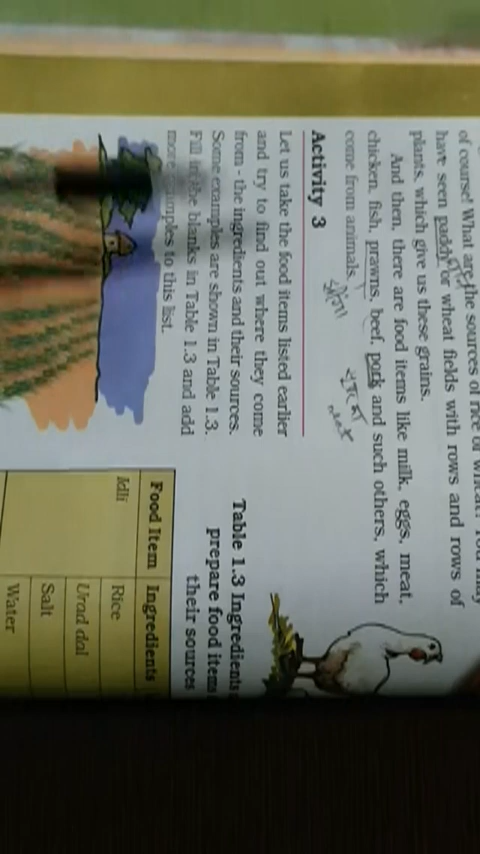 of course! What are the sources of rice or wheat? You may
have seen paddy or wheat fields with rows and rows of
plants, which give us these grains.
And then, there are food items like milk, eggs, meat,
chicken, fish, prawns, beef, pork and such others, which
come from animals.
Activity 3
Let us take the food items listed earlier
and try to find out where they come
from - the ingredients and their sources.
Some examples are shown in Table 1.3.
Fill in the blanks in Table 1.3 and add
more examples to this list.
Table 1.3 Ingredients
prepare food items
their sources
Food Item Ingredients
Idli Rice
Urad dal
Salt
Water